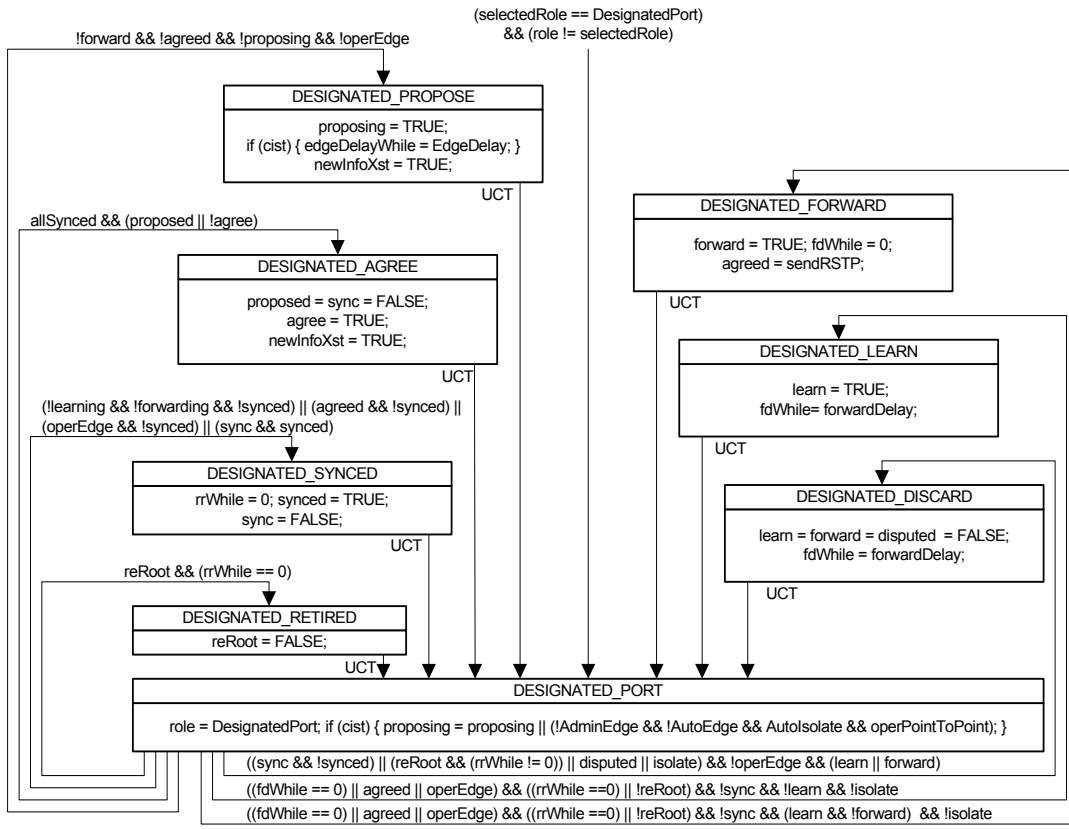 (selectedRole == DesignatedPort)
&& (role != selectedRole)
!forward && !agreed && !proposing && !operEdge
DESIGNATED_PROPOSE
proposing = TRUE;
if (cist) { edgeDelayWhile = EdgeDelay; }
newInfoXst = TRUE;
UCT
allSynced && (proposed || !agree)
DESIGNATED_AGREE
proposed = sync = FALSE;
agree = TRUE;
newInfoXst = TRUE;
UCT
(!learning && !forwarding && !synced) || (agreed && !synced) ||
(operEdge && !synced) || (sync && synced)
DESIGNATED_SYNCED
rrWhile = 0; synced = TRUE;
sync = FALSE;
UCT
reRoot && (rrWhile == 0)
DESIGNATED_RETIRED
reRoot = FALSE;
UCT
DESIGNATED_FORWARD
forward = TRUE; fdWhile = 0;
agreed = sendRSTP;
UCT
DESIGNATED_LEARN
learn = TRUE;
fdWhile= forwardDelay;
UCT
DESIGNATED_DISCARD
learn = forward = disputed  = FALSE;
fdWhile = forwardDelay;
UCT
DESIGNATED_PORT
role = DesignatedPort; if (cist) { proposing = proposing || (!AdminEdge && !AutoEdge && AutoIsolate && operPointToPoint); }
((sync && !synced) || (reRoot && (rrWhile != 0)) || disputed || isolate) && !operEdge && (learn || forward)
((fdWhile == 0) || agreed || operEdge) && ((rrWhile ==0) || !reRoot) && !sync && !learn && !isolate
((fdWhile == 0) || agreed || operEdge) && ((rrWhile ==0) || !reRoot) && !sync && (learn && !forward)  && !isolate